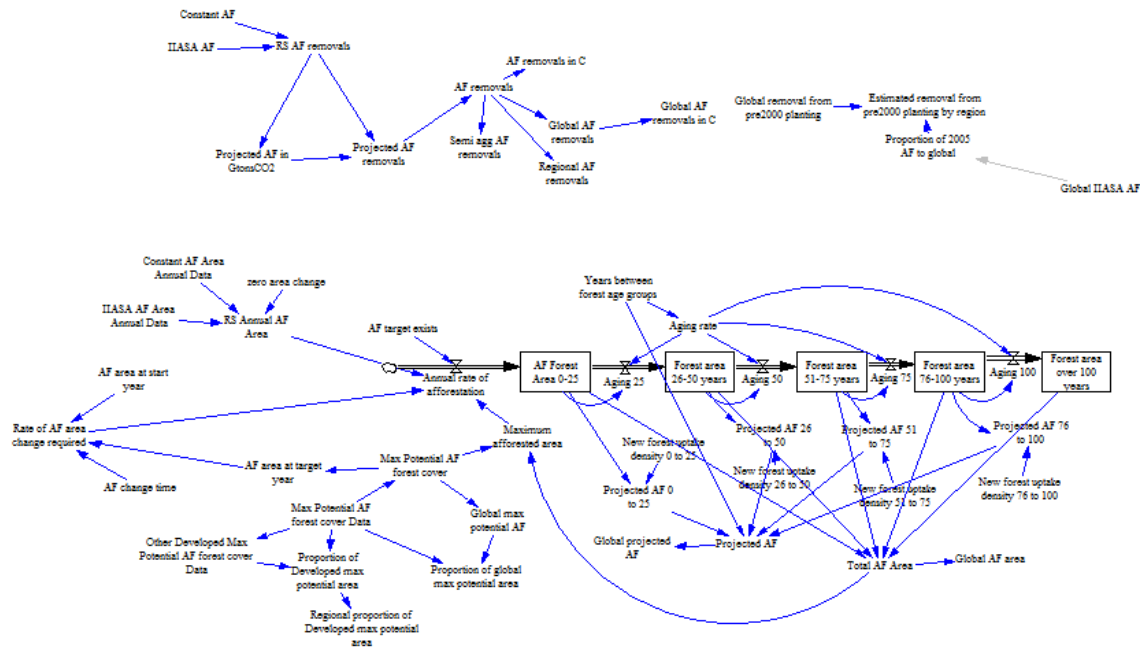 Constant AF
IIASA AF
RS AF removals
AF removals in C
AF removals
Global AF
removals in C
Global removal from
pre2000 planting
Estimated removal from
pre2000 planting by region
Projected AF in
GtonsCO2
Projected AF
removals
Semi agg AF
removals
Global AF
removals
Regional AF
removals
Proportion of 2005
AF to global
Global IIASA AF
Constant AF Area
Annual Data
zero area change
IIASA AF Area
Annual Data
RS Annual AF
Area
AF target exists
Years between
forest age groups
Aging rate
AF area at start
year
Annual rate of
afforestation
AF Forest
Area 0-25
Aging 25
Forest area
26-50 years
Aging 50
Forest area
51-75 years
Aging 75
Forest area
76-100 years
Aging 100
Forest area
over 100
years
Rate of AF area
change required
Maximum
afforested area
New forest uptake
density 0 to 25
Projected AF 26
to 50
Projected AF 51
to 75
Projected AF 76
to 100
AF change time
AF area at target
year
Max Potential AF
forest cover
Projected AF 0
to 25
New forest uptake
density 26 to 50
New forest uptake
density 51 to 75
New forest uptake
density 76 to 100
Max Potential AF
forest cover Data
Global max
potential AF
Other Developed Max
Potential AF forest cover
Data
Proportion of
Developed max
potential area
Proportion of global
max potential area
Global projected
AF
Projected AF
Total AF Area
Global AF area
Regional proportion of
Developed max potential
area